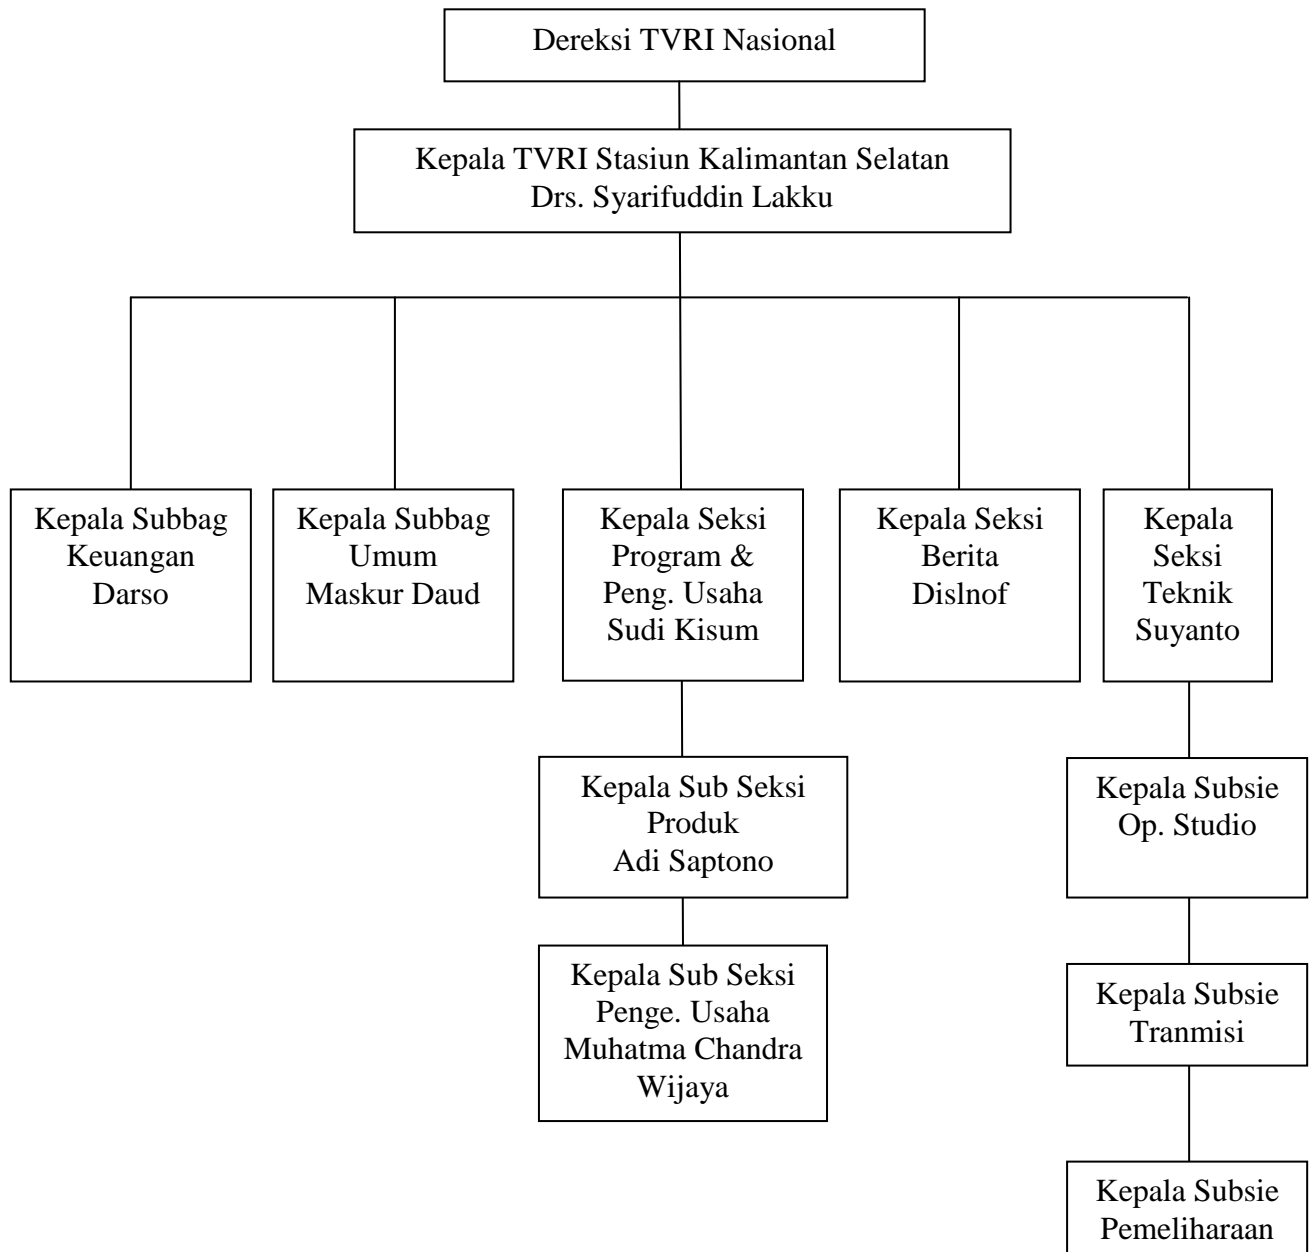 Dereksi TVRI Nasional
Kepala TVRI Stasiun Kalimantan Selatan
Drs. Syarifuddin Lakku
Kepala Subbag
Keuangan
Darso
Kepala Subbag
Umum
Maskur Daud
Kepala Seksi
Program &
Peng. Usaha
Sudi Kisum
Kepala Seksi
Berita
Dislnof
Kepala
Seksi
Teknik
Suyanto
Kepala Sub Seksi
Produk
Adi Saptono
Kepala Sub Seksi
Penge. Usaha
Muhatma Chandra
Wijaya
Kepala Subsie
Op. Studio
Kepala Subsie
Tranmisi
Kepala Subsie
Pemeliharaan